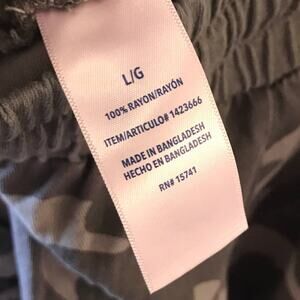 L/G
100% RAYON/RAYÓN
ITEM/ARTICULO# 1423666
MADE IN BANGLADESH
HECHO EN BANGLADESH
RN# 15741